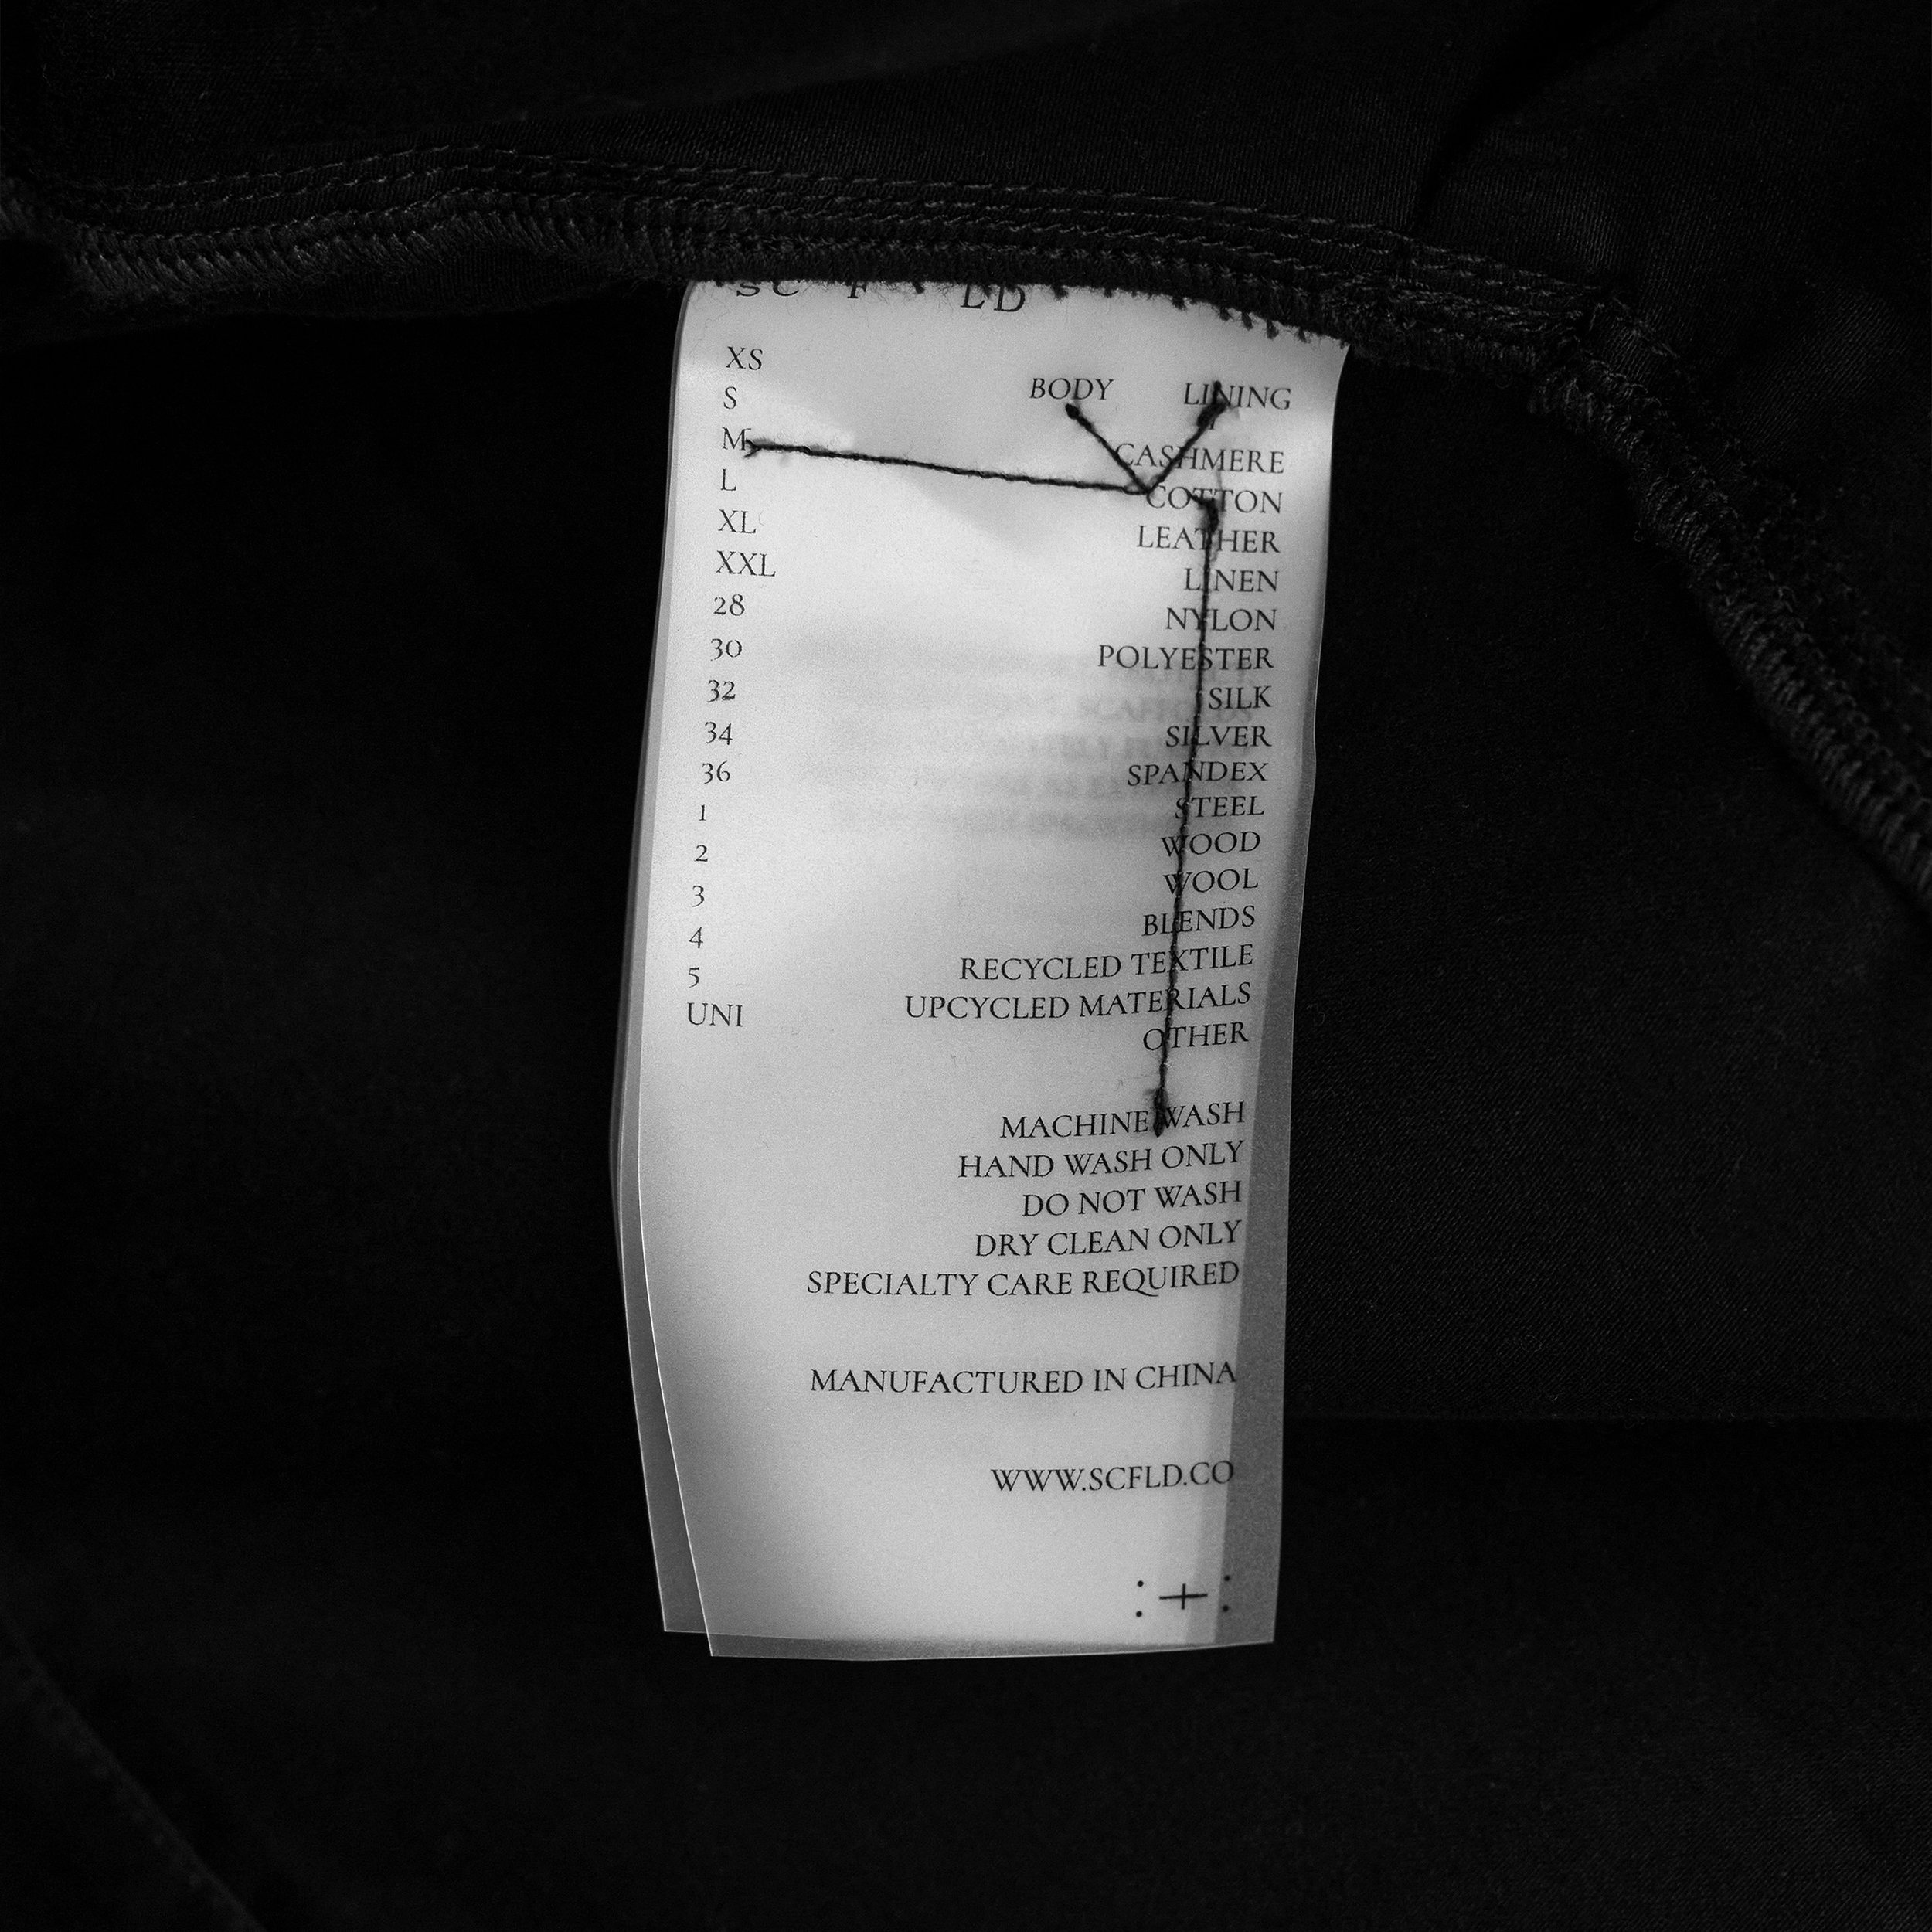 SC F LD
XS
S
M
L
XL
XXL
28
30
32
34
36
1
2
3
4
5
UNI
BODY LINING
CASHMERE
COTTON
LEATHER
LINEN
NYLON
POLYESTER
SILK
SILVER
SPANDEX
STEEL
WOOD
WOOL
BLENDS
RECYCLED TEXTILE
UPCYCLED MATERIALS
OTHER
MACHINE WASH
HAND WASH ONLY
DO NOT WASH
DRY CLEAN ONLY
SPECIALTY CARE REQUIRED
MANUFACTURED IN CHINA
WWW.SCFLD.CO
:+: